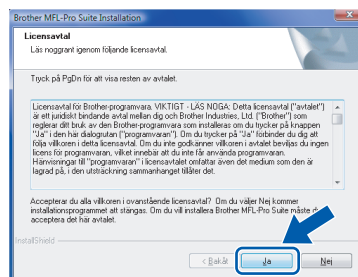 Brother MFL-Pro Suite Installation
Licensavtal
Läs noggrant igenom följande licensavtal.
Tryck på PgDn för att visa resten av avtalet.
Licensavtal för Brother-programvara. VIKTIGT - LÄS NOGA: Detta licensavtal ("avtalet")
är ett juridiskt bindande avtal mellan dig och Brother Industries, Ltd. ("Brother") som
reglerar ditt bruk av den Brother-programvara som installeras om du trycker på knappen
"Ja" i den här dialogrutan ("programvaran"). Om du trycker på "Ja" förbinder du dig att
följa villkoren i detta licensavtal. Om du inte godkänner villkoren i avtalet beviljas du ingen
licens för programvaran, vilket innebär att du inte får använda programvaran.
Hänvisningar till "programvaran" i licensavtalet omfattar även det medium som den är
lagrad på, i den utsträckning sammanhanget tillåter det.
Accepterar du alla villkoren i ovanstående licensavtal? Om du väljer Nej kommer
installationsprogrammet att stängas. Om du vill installera Brother MFL-Pro Suite måste du
acceptera det här avtalet.
InstallShield
< Bakåt
Ja
Nej